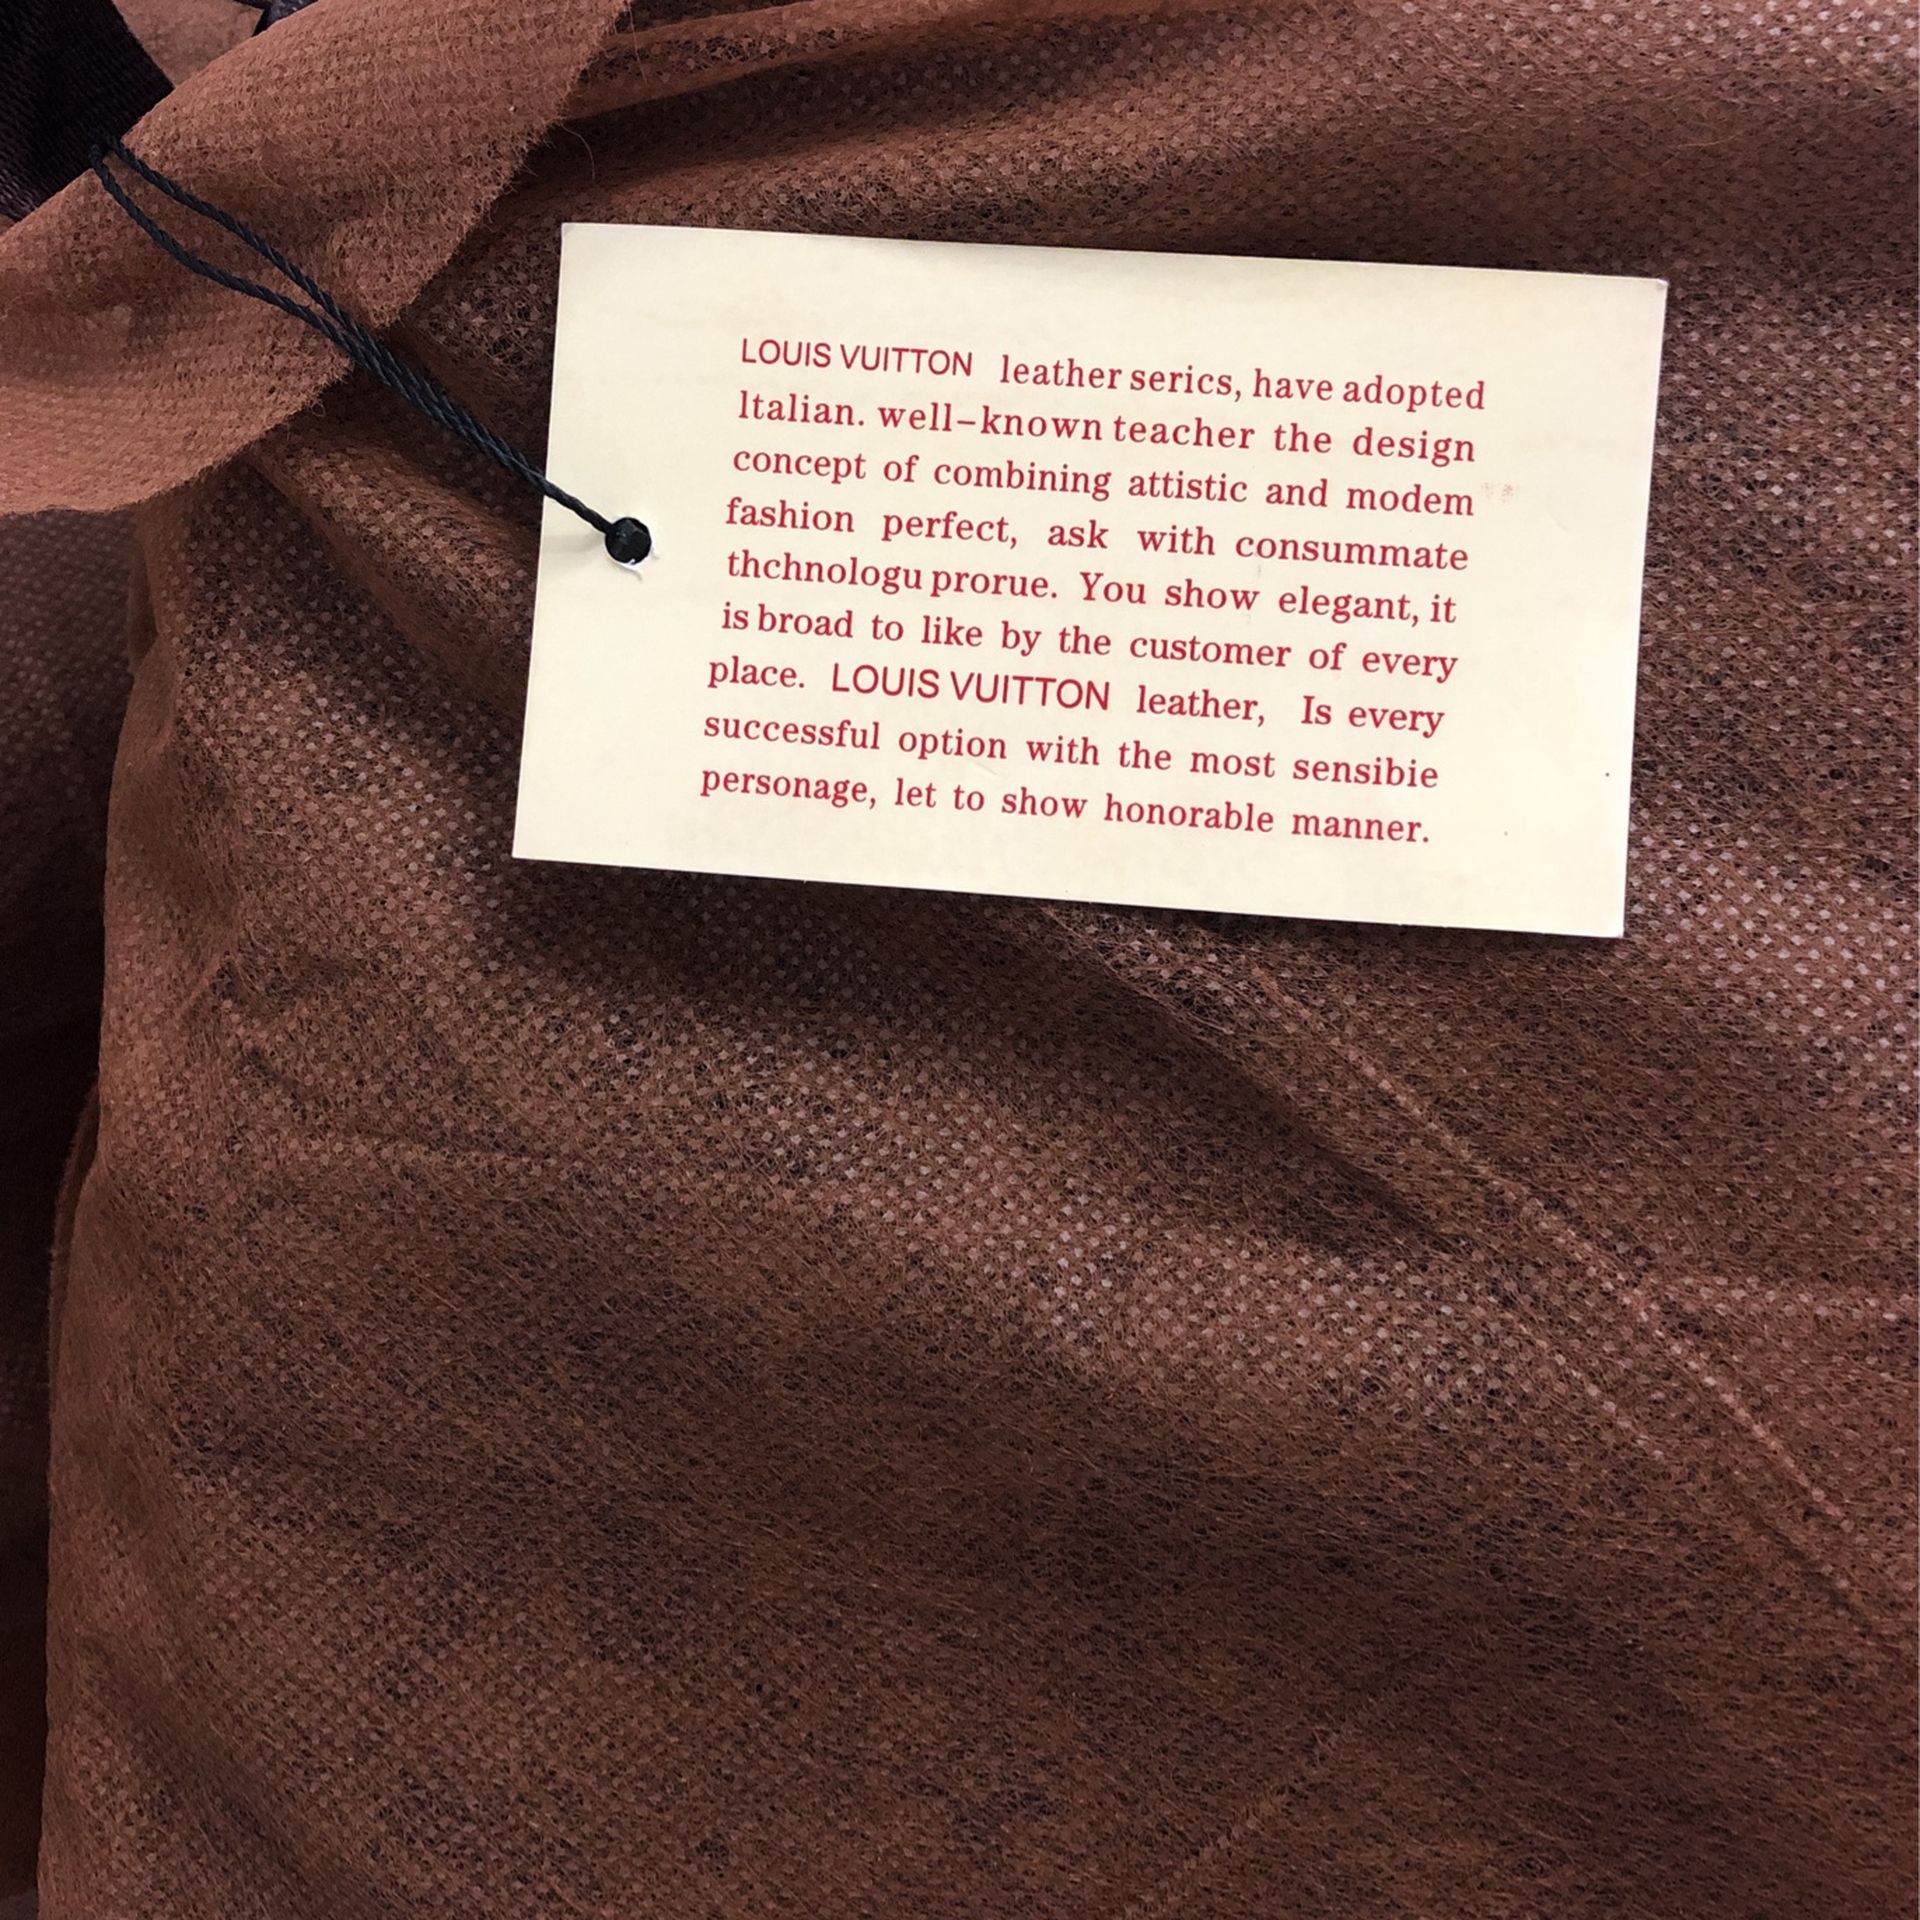 LOUIS VUITTON leather serics, have adopted
ltalian. well–known teacher the design
concept of combining attistic and modem
fashion perfect, ask with consummate
thchnologu prorue. You show elegant, it
is broad to like by the customer of every
place. LOUIS VUITTON leather, Is every
successful option with the most sensibie
personage, let to show honorable manner.